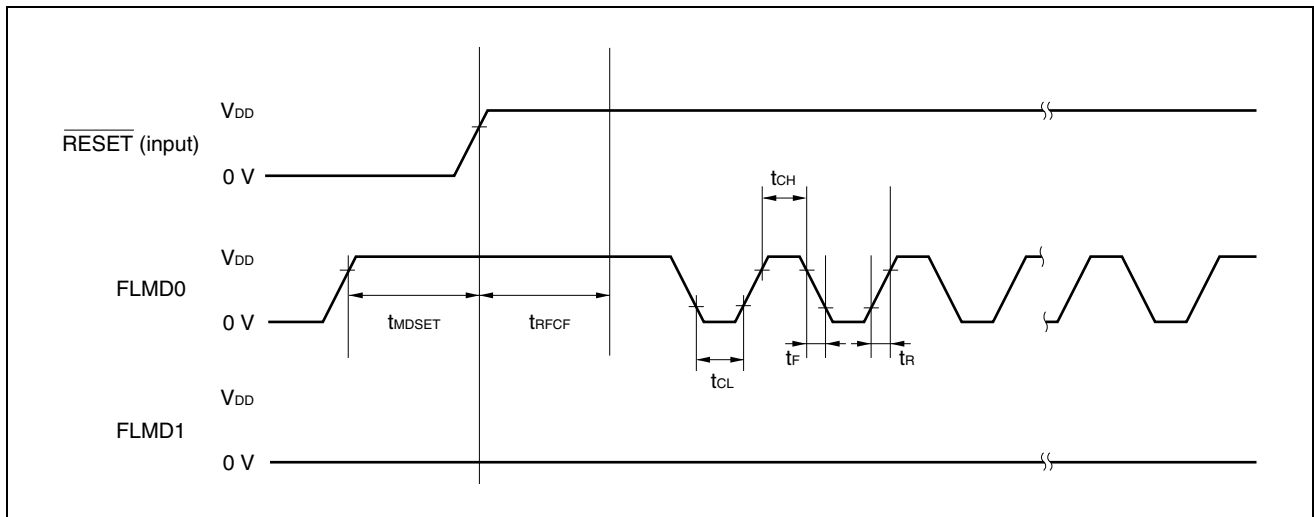 VDD
RESET (input)
0 V
tCH
VDD
FLMD0
tMDSET
tRFCF
0 V
tF
tR
tCL
VDD
FLMD1
0 V